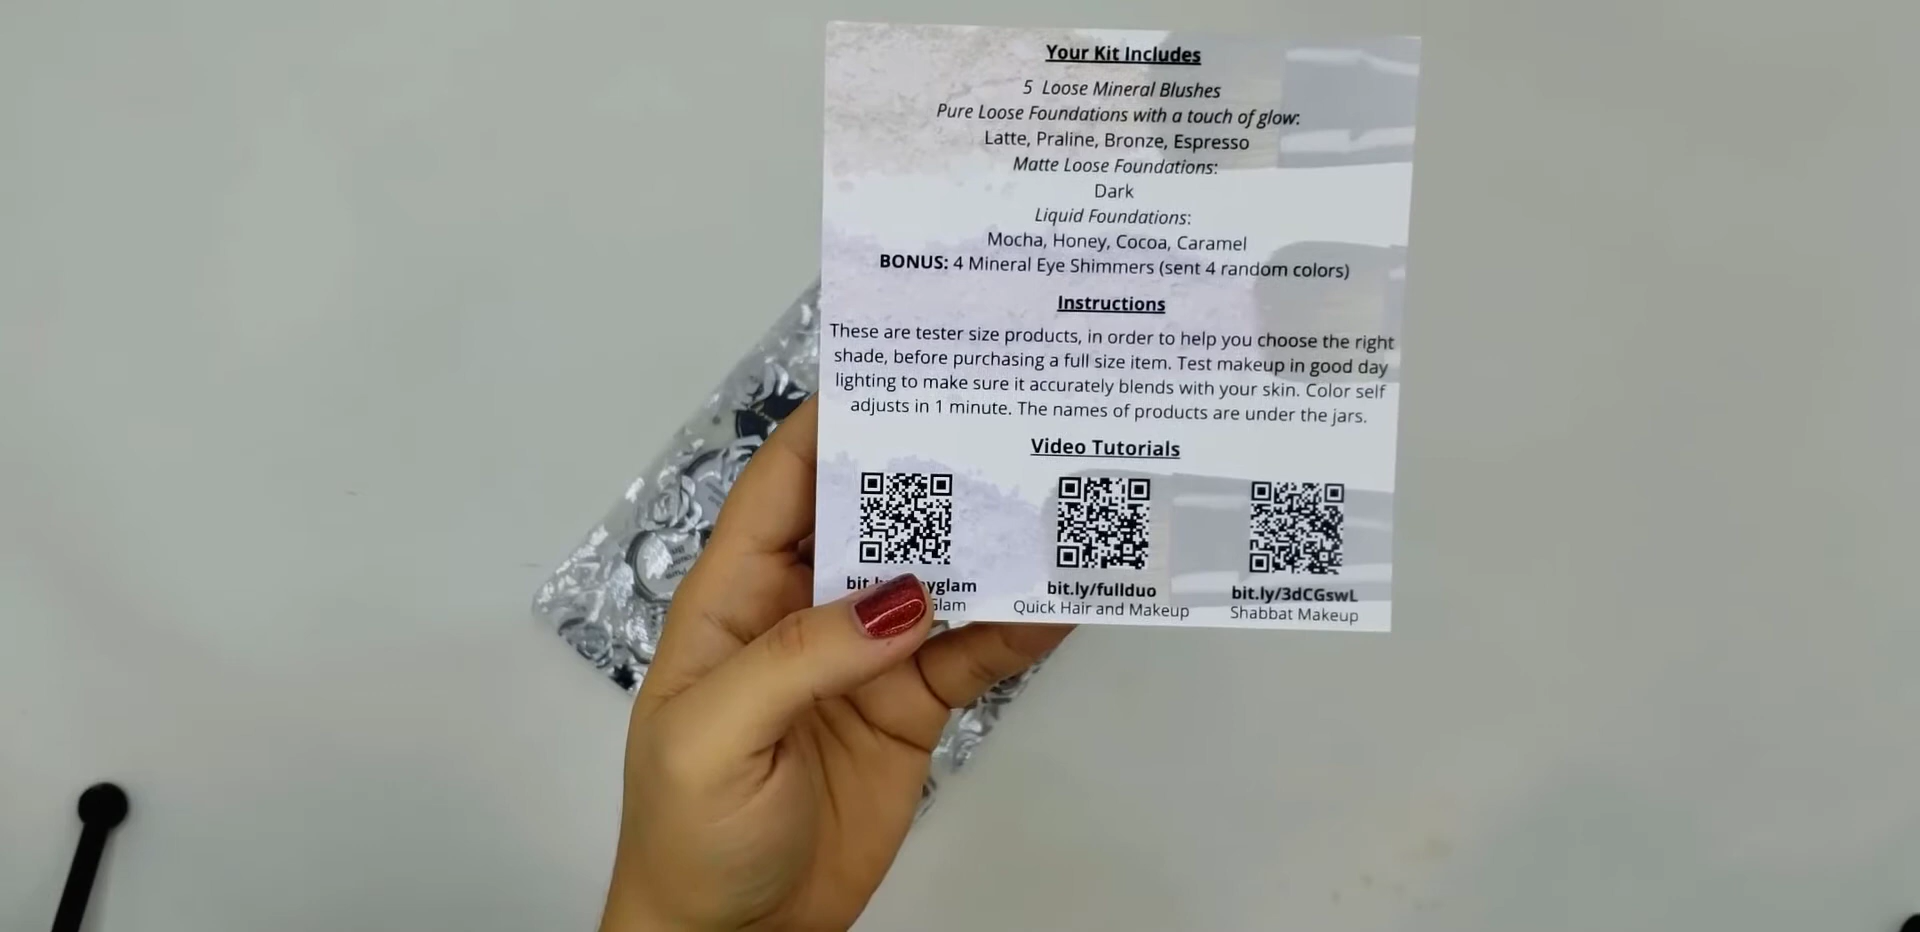 Your Kit Includes
5 Loose Mineral Blushes
Pure Loose Foundations with a touch of glow:
Latte, Praline, Bronze, Espresso
Matte Loose Foundations:
Dark
Liquid Foundations:
Mocha, Honey, Cocoa, Caramel
BONUS: 4 Mineral Eye Shimmers (sent 4 random colors)
Instructions
These are tester size products, in order to help you choose the right
shade, before purchasing a full size item. Test makeup in good day
lighting to make sure it accurately blends with your skin. Color self
adjusts in 1 minute. The names of products are under the jars.
Video Tutorials
bit.ly/fullduo
Quick Hair and Makeup
bit.ly/3dCGswL
Shabbat Makeup